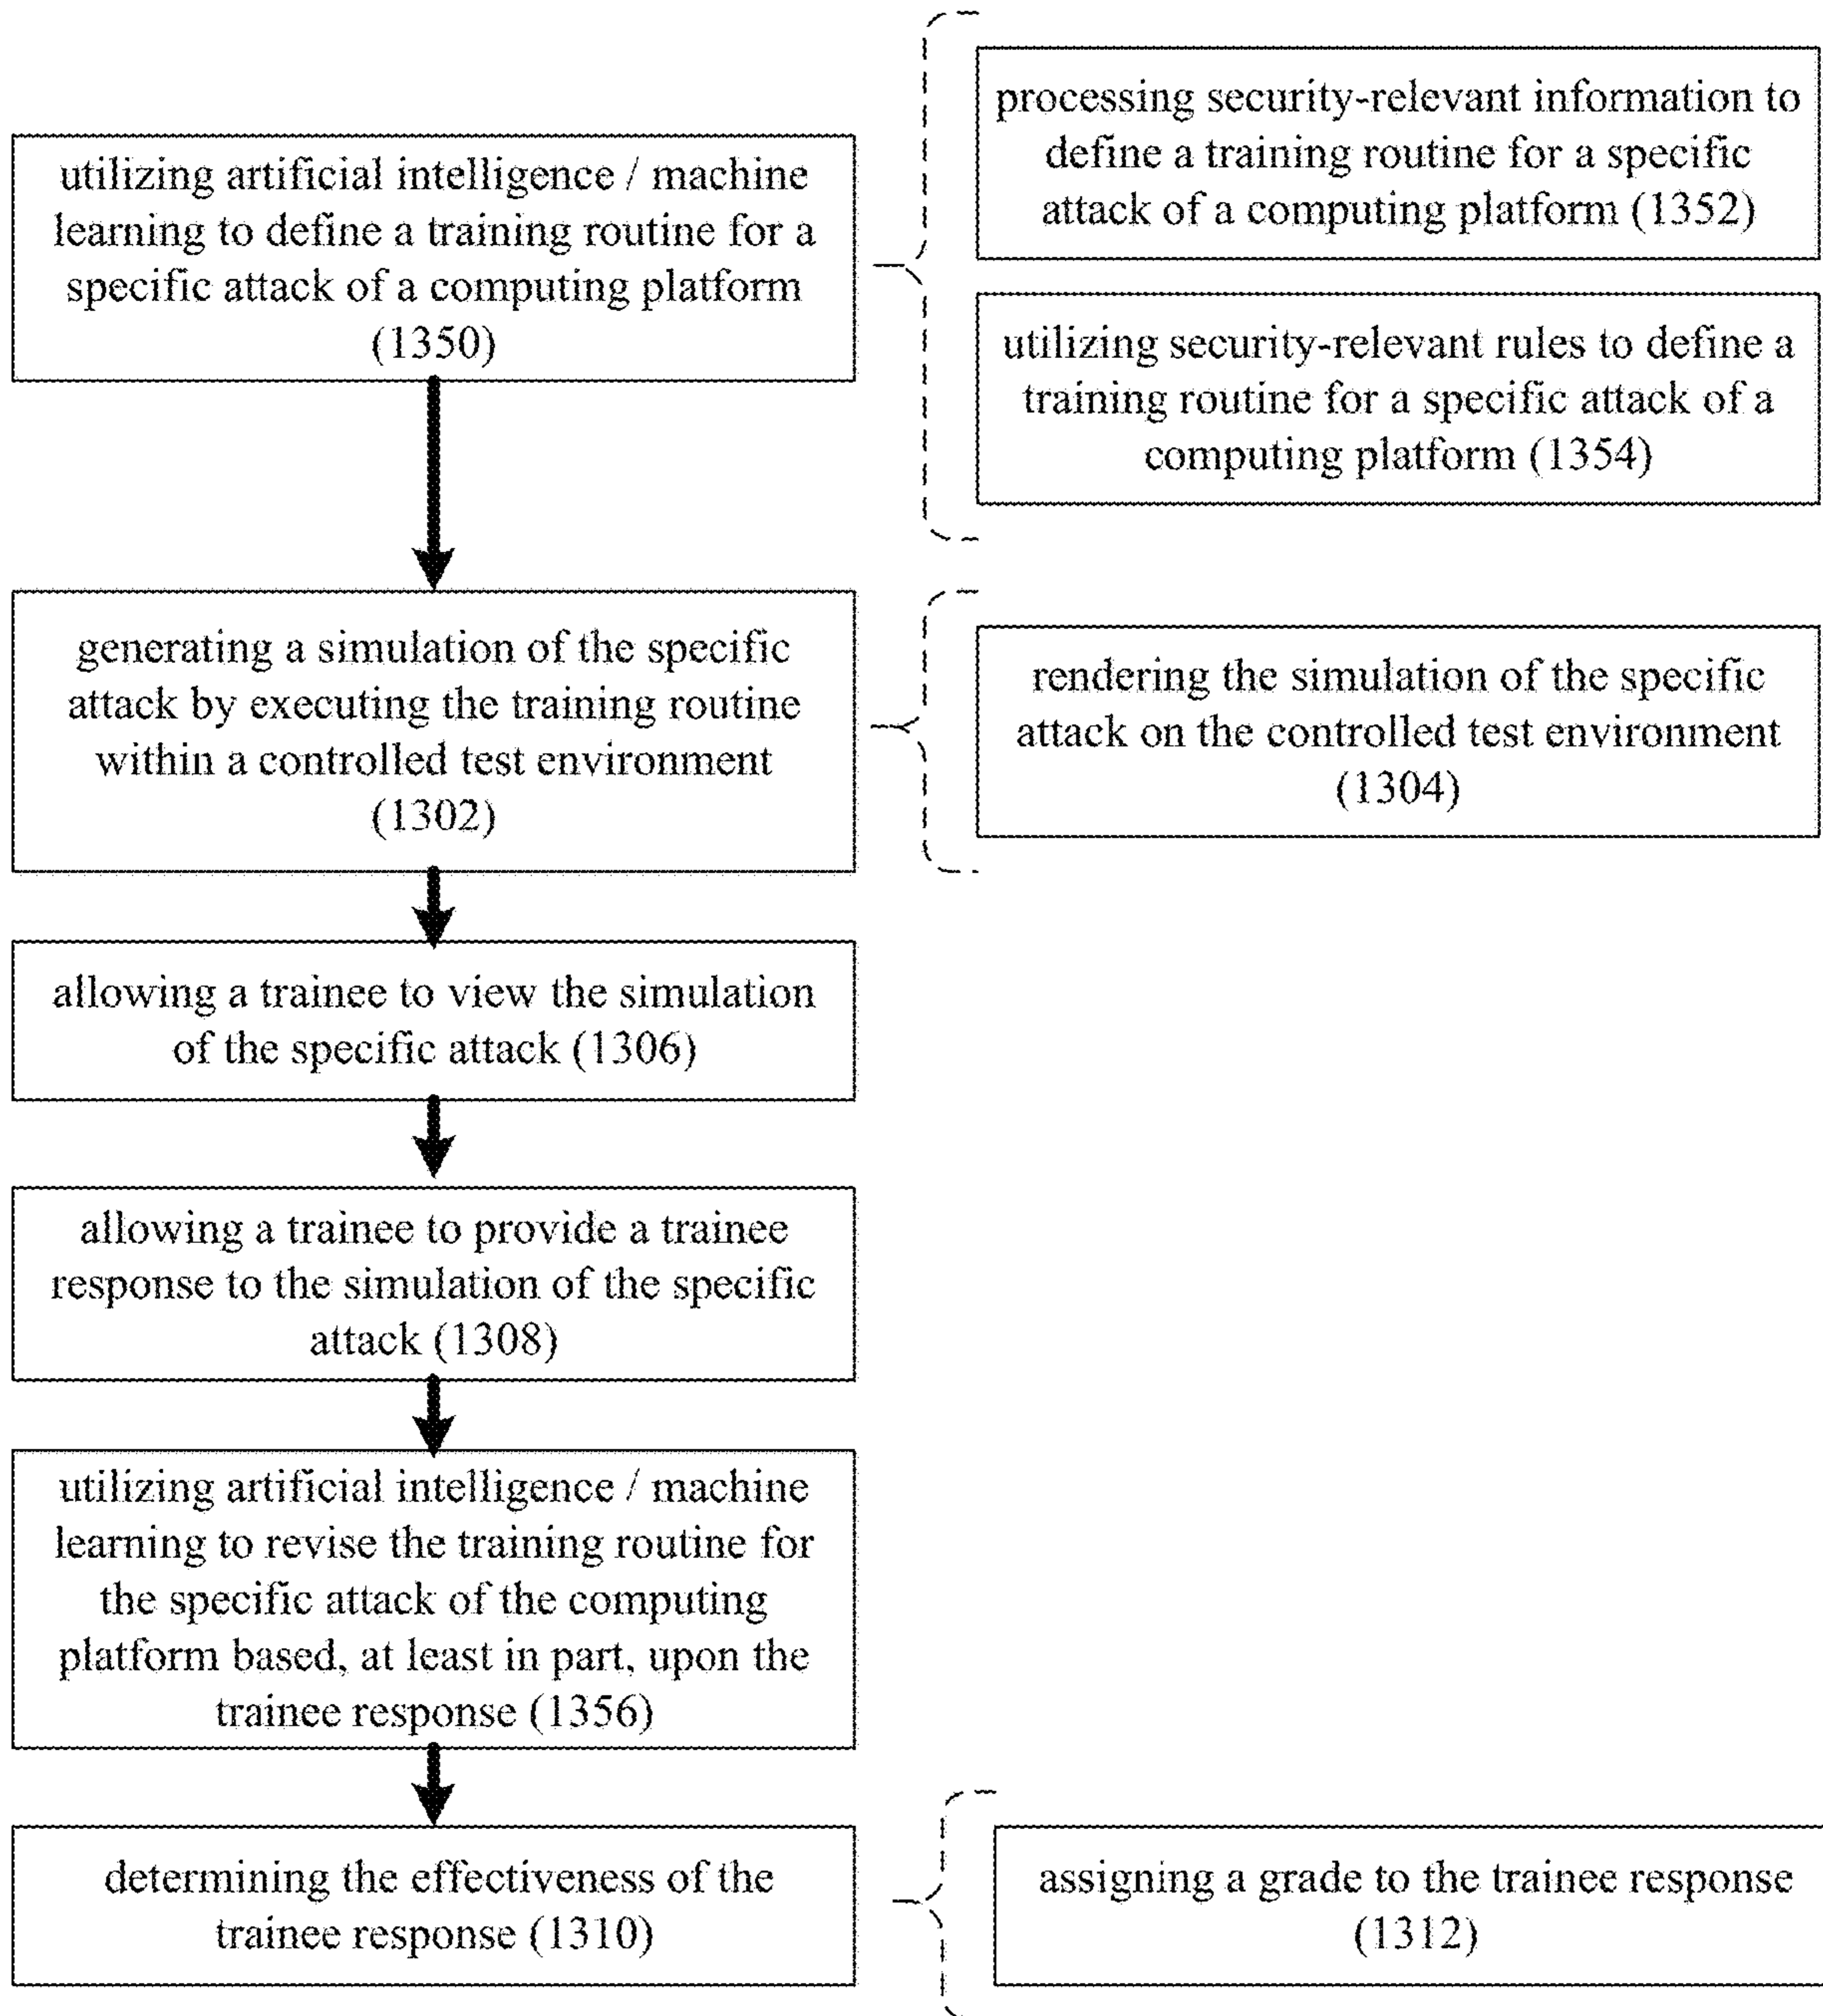 utilizing artificial intelligence / machine
learning to define a training routine for a
specific attack of a computing platform
(1350)
processing security-relevant information to
define a training routine for a specific
attack of a computing platform (1352)
utilizing security-relevant rules to define a
training routine for a specific attack of a
computing platform (1354)
generating a simulation of the specific
attack by executing the training routine
within a controlled test environment
(1302)
rendering the simulation of the specific
attack on the controlled test environment
(1304)
allowing a trainee to view the simulation
of the specific attack (1306)
allowing a trainee to provide a trainee
response to the simulation of the specific
attack (1308)
utilizing artificial intelligence / machine
learning to revise the training routine for
the specific attack of the computing
platform based, at least in part, upon the
trainee response (1356)
determining the effectiveness of the
trainee response (1310)
assigning a grade to the trainee response
(1312)